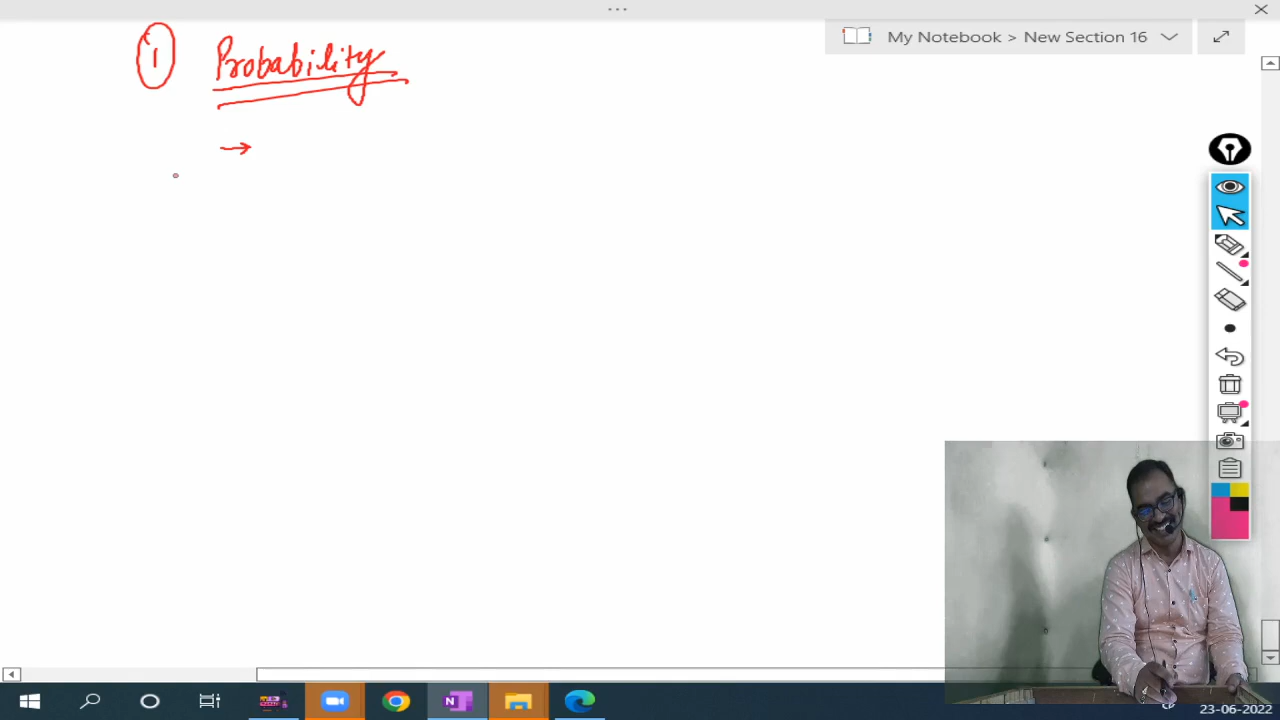 My Notebook > New Section 16
1 Probability
→
23-06-2022